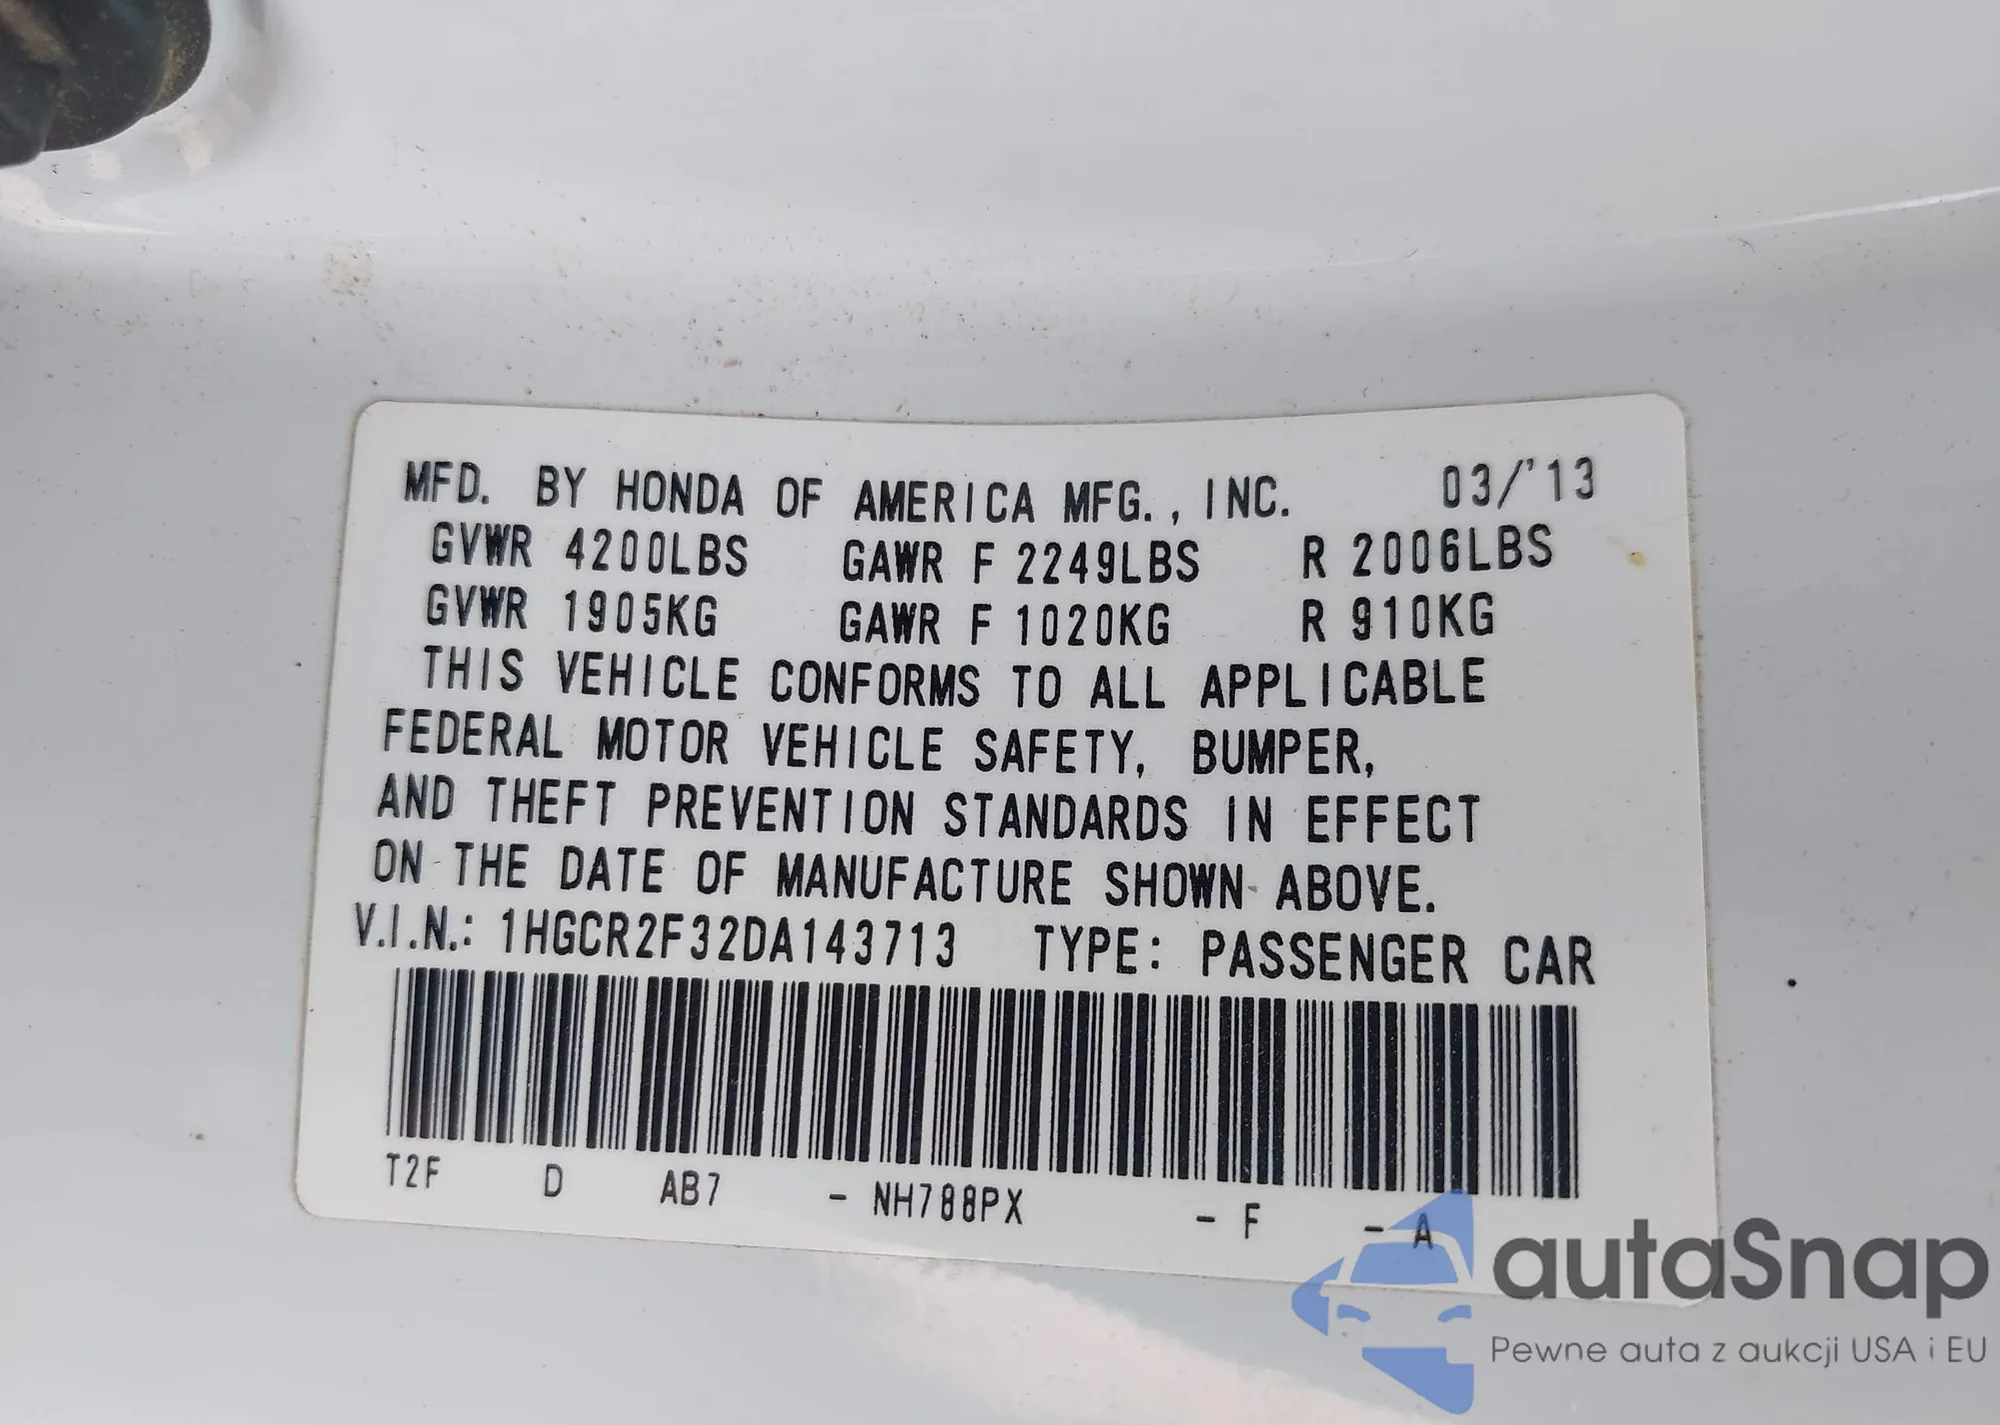 MFD. BY HONDA OF AMERICA MFG., INC. 03/'13
GVWR 4200LBS GAWR F 2249LBS R 2006LBS
GVWR 1905KG GAWR F 1020KG R 910KG
THIS VEHICLE CONFORMS TO ALL APPLICABLE
FEDERAL MOTOR VEHICLE SAFETY, BUMPER,
AND THEFT PREVENTION STANDARDS IN EFFECT
ON THE DATE OF MANUFACTURE SHOWN ABOVE.
V.I.N.: 1HGCR2F32DA143713 TYPE: PASSENGER CAR
T2F D AB7 - NH788PX - F - A
autaSnap
Pewne auta z aukcji USA i EU